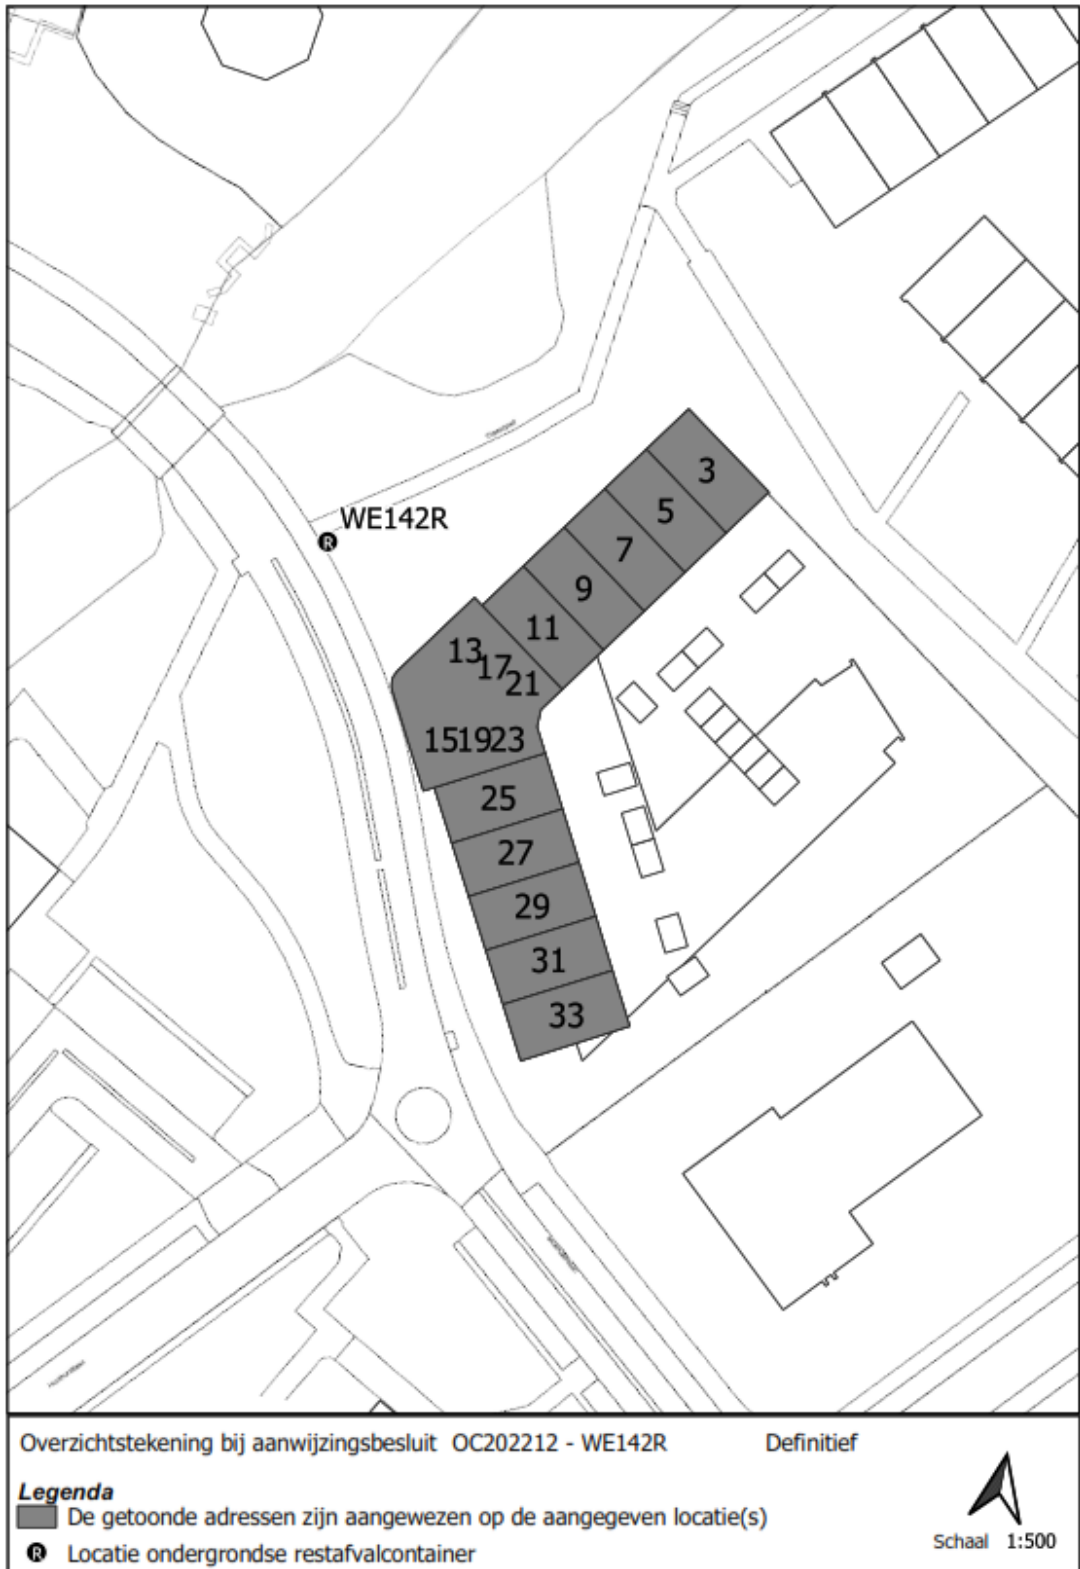 WE142R
3
5
7
9
11
13
17
21
151923
25
27
29
31
33
Overzichtstekening bij aanwijzingsbesluit OC202212 - WE142R Definitief
Legenda
De getoonde adressen zijn aangewezen op de aangegeven locatie(s)
R Locatie ondergrondse restafvalcontainer
Schaal 1:500